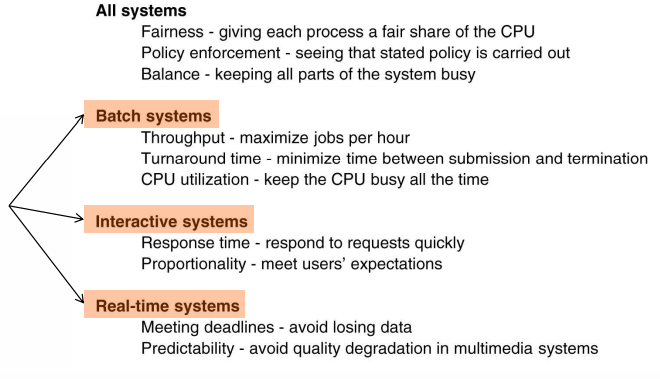 All systems
Fairness - giving each process a fair share of the CPU
Policy enforcement - seeing that stated policy is carried out
Balance - keeping all parts of the system busy
Batch systems
Throughput - maximize jobs per hour
Turnaround time - minimize time between submission and termination
CPU utilization - keep the CPU busy all the time
Interactive systems
Response time - respond to requests quickly
Proportionality - meet users’ expectations
Real-time systems
Meeting deadlines - avoid losing data
Predictability - avoid quality degradation in multimedia systems